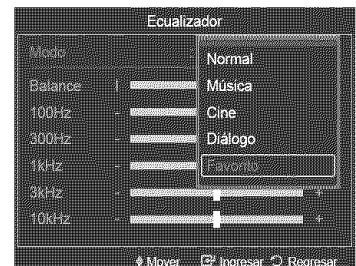 Ecualizador
Modo
Normal
Música
Cine
Diálogo
Favorito
Balance I
100Hz -
300Hz -
1kHz -
3kHz - +
10kHz - +
Mover Ingresar Regresar